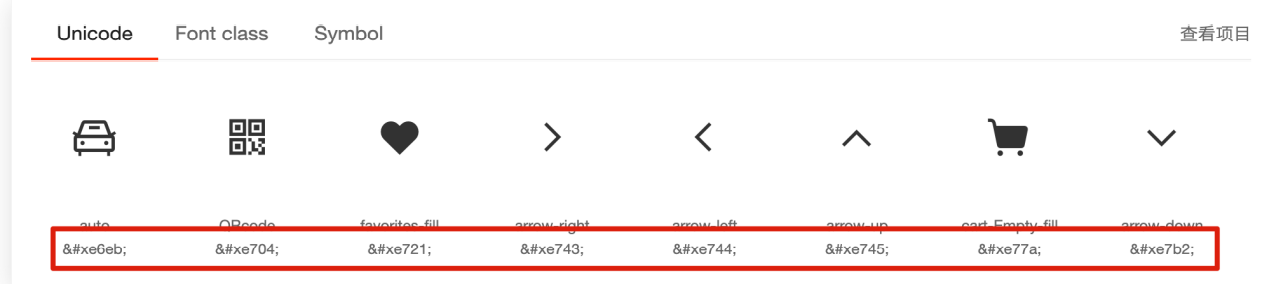 Unicode Font class Symbol 查看项目
auto QRcode favorites-fill arrow-right arrow-left arrow-up cart-Empty-fill arrow-down
&#xe6eb; &#xe704; &#xe721; &#xe743; &#xe744; &#xe745; &#xe77a; &#xe7b2;